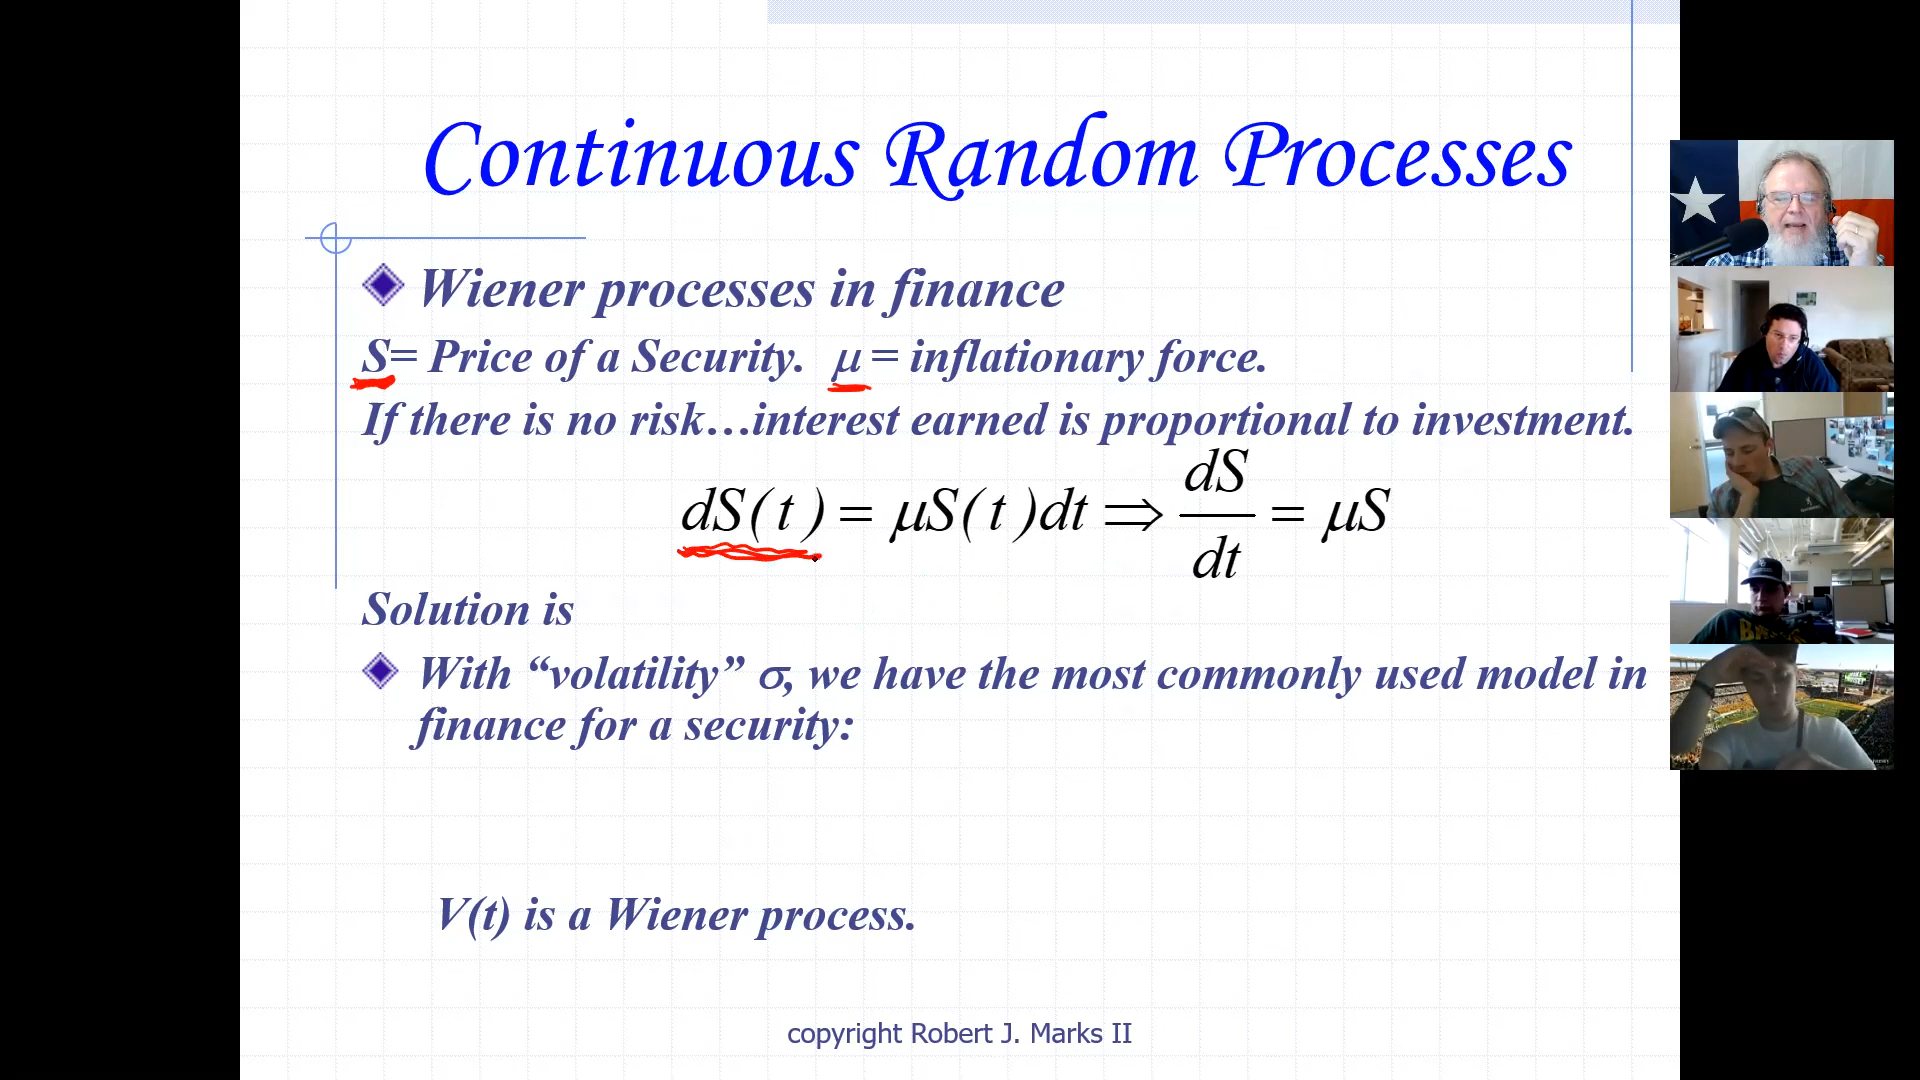 Continuous Random Processes
Wiener processes in finance
S= Price of a Security. μ = inflationary force.
If there is no risk…interest earned is proportional to investment.
dS(t) = μS(t)dt ⇒ dS/dt = μS
Solution is
With “volatility” σ, we have the most commonly used model in
finance for a security:
V(t) is a Wiener process.
copyright Robert J. Marks II